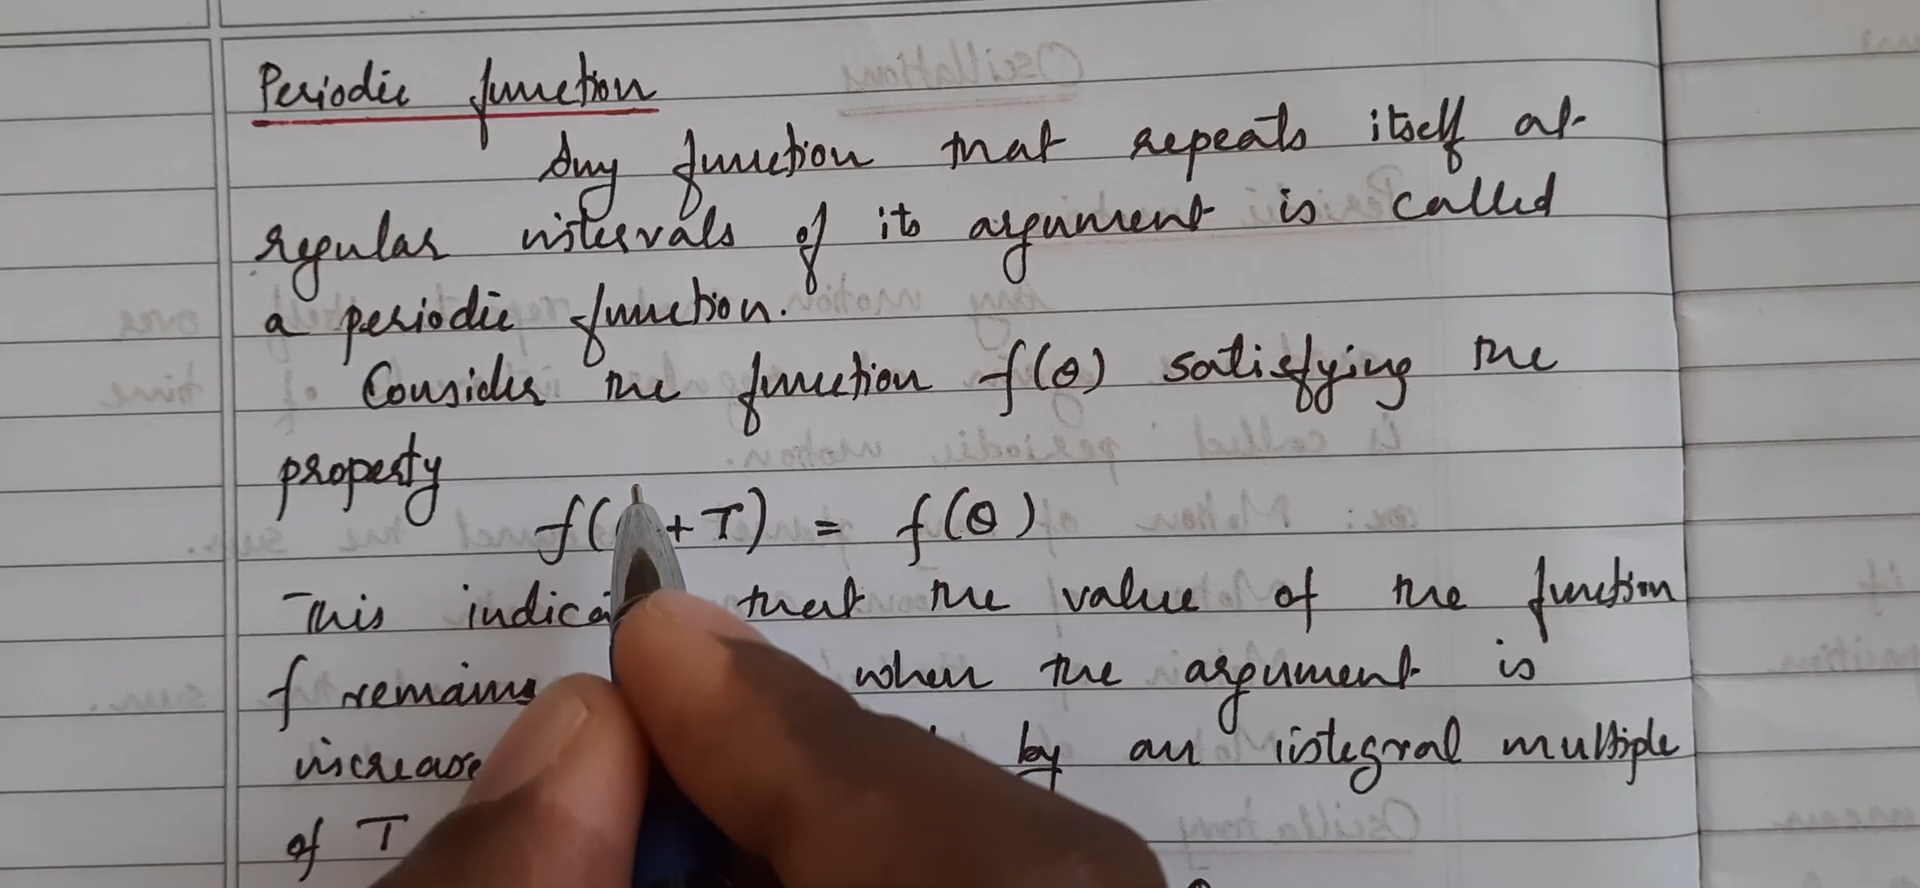 Periodic function
Any function that repeats itself at
regular intervals of its argument is called
a periodic function.
Consider the function f(θ) satisfying the
property
f( +T) = f(θ)
This that the value of the function
f remains when the argument is
by an integral multiple
of T